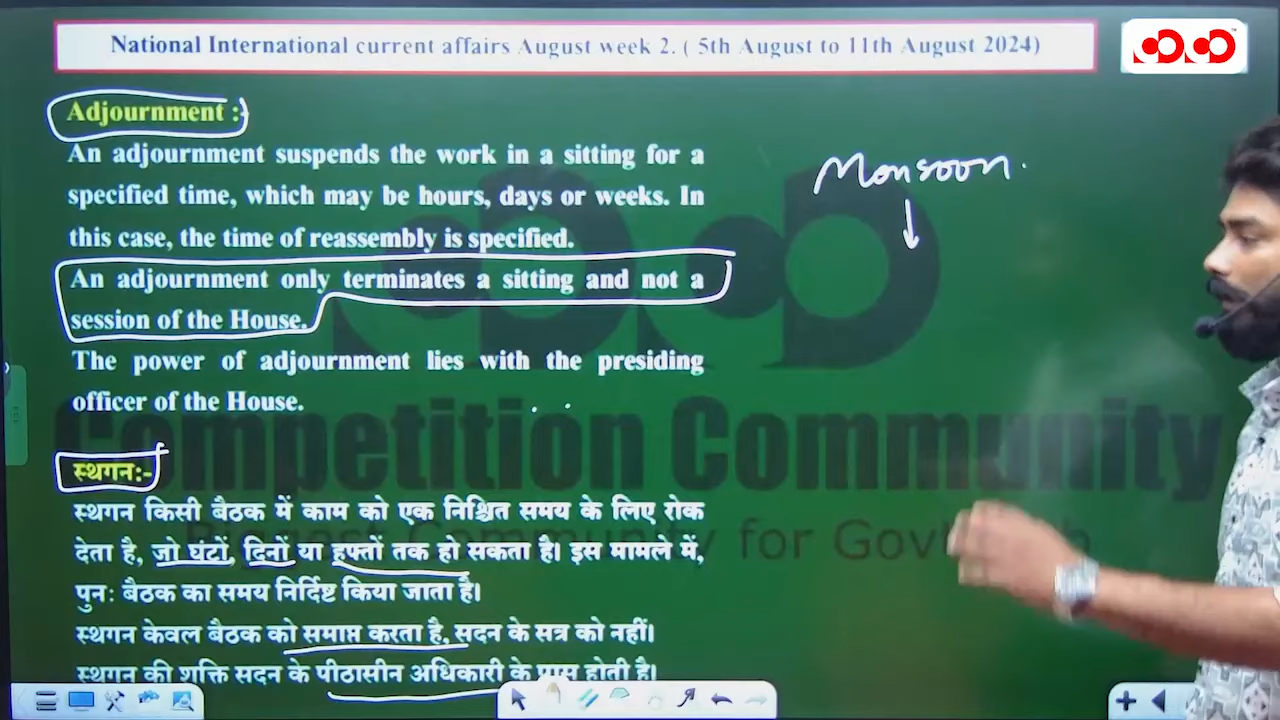 National International current affairs August week 2. ( 5th August to 11th August 2024)
Adjournment :-
An adjournment suspends the work in a sitting for a
specified time, which may be hours, days or weeks. In
this case, the time of reassembly is specified.
An adjournment only terminates a sitting and not a
session of the House.
The power of adjournment lies with the presiding
officer of the House.
Monsoon.
स्थगन:-
स्थगन किसी बैठक में काम को एक निश्चित समय के लिए रोक
देता है, जो घंटों, दिनों या हफ्तों तक हो सकता है। इस मामले में,
पुनः बैठक का समय निर्दिष्ट किया जाता है।
स्थगन केवल बैठक को समाप्त करता है, सदन के सत्र को नहीं।
स्थगन की शक्ति सदन के पीठासीन अधिकारी के पास होती है।
Competition Community
Community for Gov